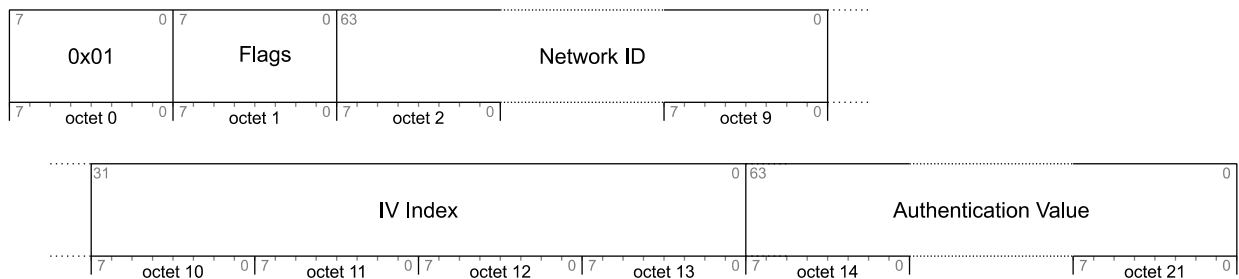 7 0 7 0 63 0
0x01 Flags Network ID
7 0 7 0 7 0 7 0
octet 0 octet 1 octet 2 octet 9
31 0 63 0
IV Index Authentication Value
7 0 7 0 7 0 7 0 7 0 7 0
octet 10 octet 11 octet 12 octet 13 octet 14 octet 21